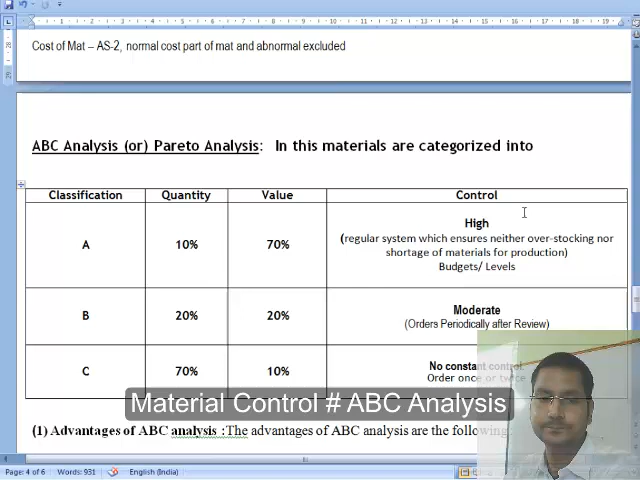 Cost of Mat – AS-2, normal cost part of mat and abnormal excluded
ABC Analysis (or) Pareto Analysis: In this materials are categorized into
Classification Quantity Value Control
A 10% 70% High
(regular system which ensures neither over-stocking nor
shortage of materials for production)
Budgets/ Levels
B 20% 20% Moderate
(Orders Periodically after Review)
C 70% 10% No constant control.
Order once or twice
Material Control # ABC Analysis
(1) Advantages of ABC analysis :The advantages of ABC analysis are the following
Page: 4 of 6 Words: 931 English (India)